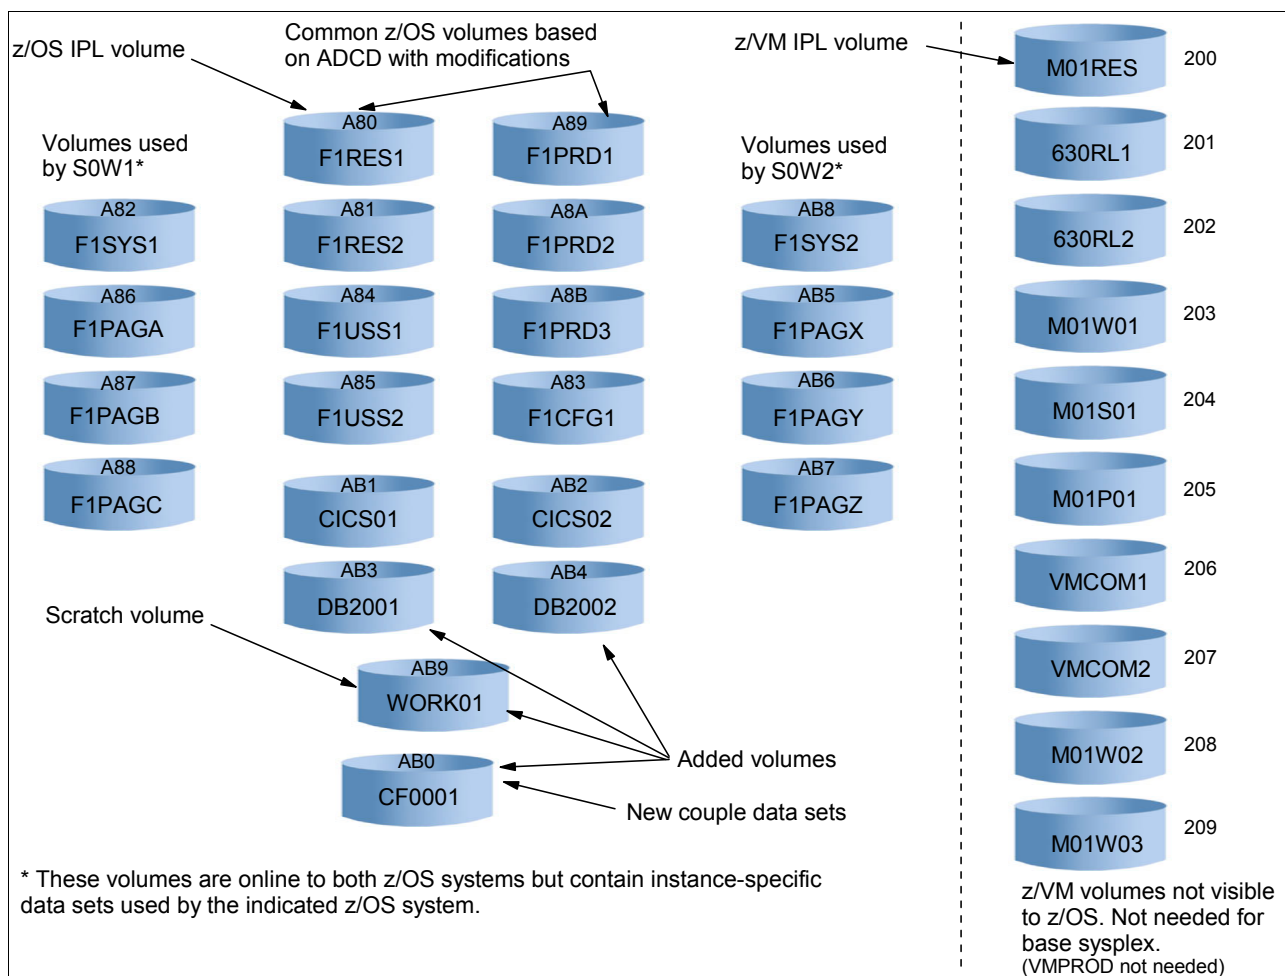 z/OS IPL volume
Common z/OS volumes based
on ADCD with modifications
z/VM IPL volume
Volumes used
by S0W1*
A82
F1SYS1
A86
F1PAGA
A87
F1PAGB
A88
F1PAGC
A80
F1RES1
A81
F1RES2
A84
F1USS1
A85
F1USS2
AB1
CICS01
AB3
DB2001
A89
F1PRD1
A8A
F1PRD2
A8B
F1PRD3
A83
F1CFG1
AB2
CICS02
AB4
DB2002
Scratch volume
AB9
WORK01
AB0
CF0001
Added volumes
New couple data sets
Volumes
used by S0W2*
AB8
F1SYS2
AB5
F1PAGX
AB6
F1PAGY
AB7
F1PAGZ
M01RES 200
630RL1 201
630RL2 202
M01W01 203
M01S01 204
M01P01 205
VMCOM1 206
VMCOM2 207
M01W02 208
M01W03 209
* These volumes are online to both z/OS systems but contain instance-specific
data sets used by the indicated z/OS system.
z/VM volumes not visible
to z/OS. Not needed for
base sysplex.
(VMPROD not needed)